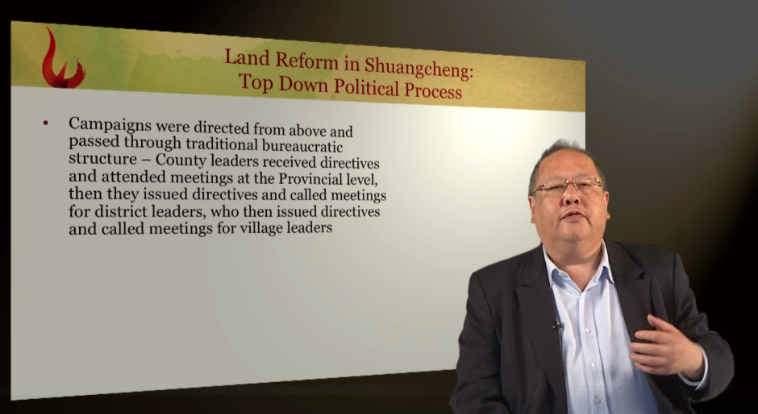 Land Reform in Shuangcheng:
Top Down Political Process
• Campaigns were directed from above and
passed through traditional bureaucratic
structure – County leaders received directives
and attended meetings at the Provincial level,
then they issued directives and called meetings
for district leaders, who then issued directives
and called meetings for village leaders